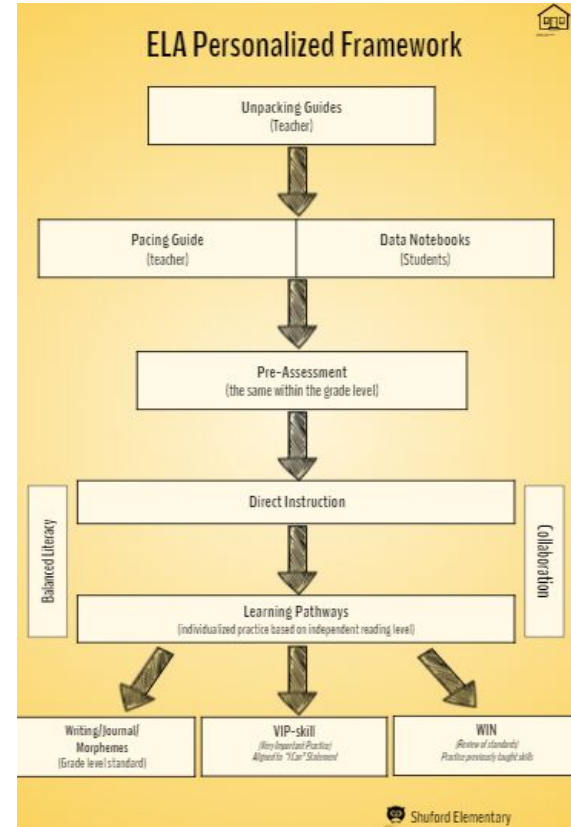 ELA Personalized Framework
Unpacking Guides
(Teacher)
Pacing Guide
(teacher)
Data Notebooks
(Students)
Pre-Assessment
(the same within the grade level)
Direct Instruction
Balanced Literacy
Collaboration
Learning Pathways
(individualized practice based on independent reading level)
Writing/Journal/
Morphemes
(Grade level standard)
VIP-skill
(Very Important Practice)
Aligned to "I Can" Statement
WIN
(Review of standards)
Practice previously taught skills
Shuford Elementary